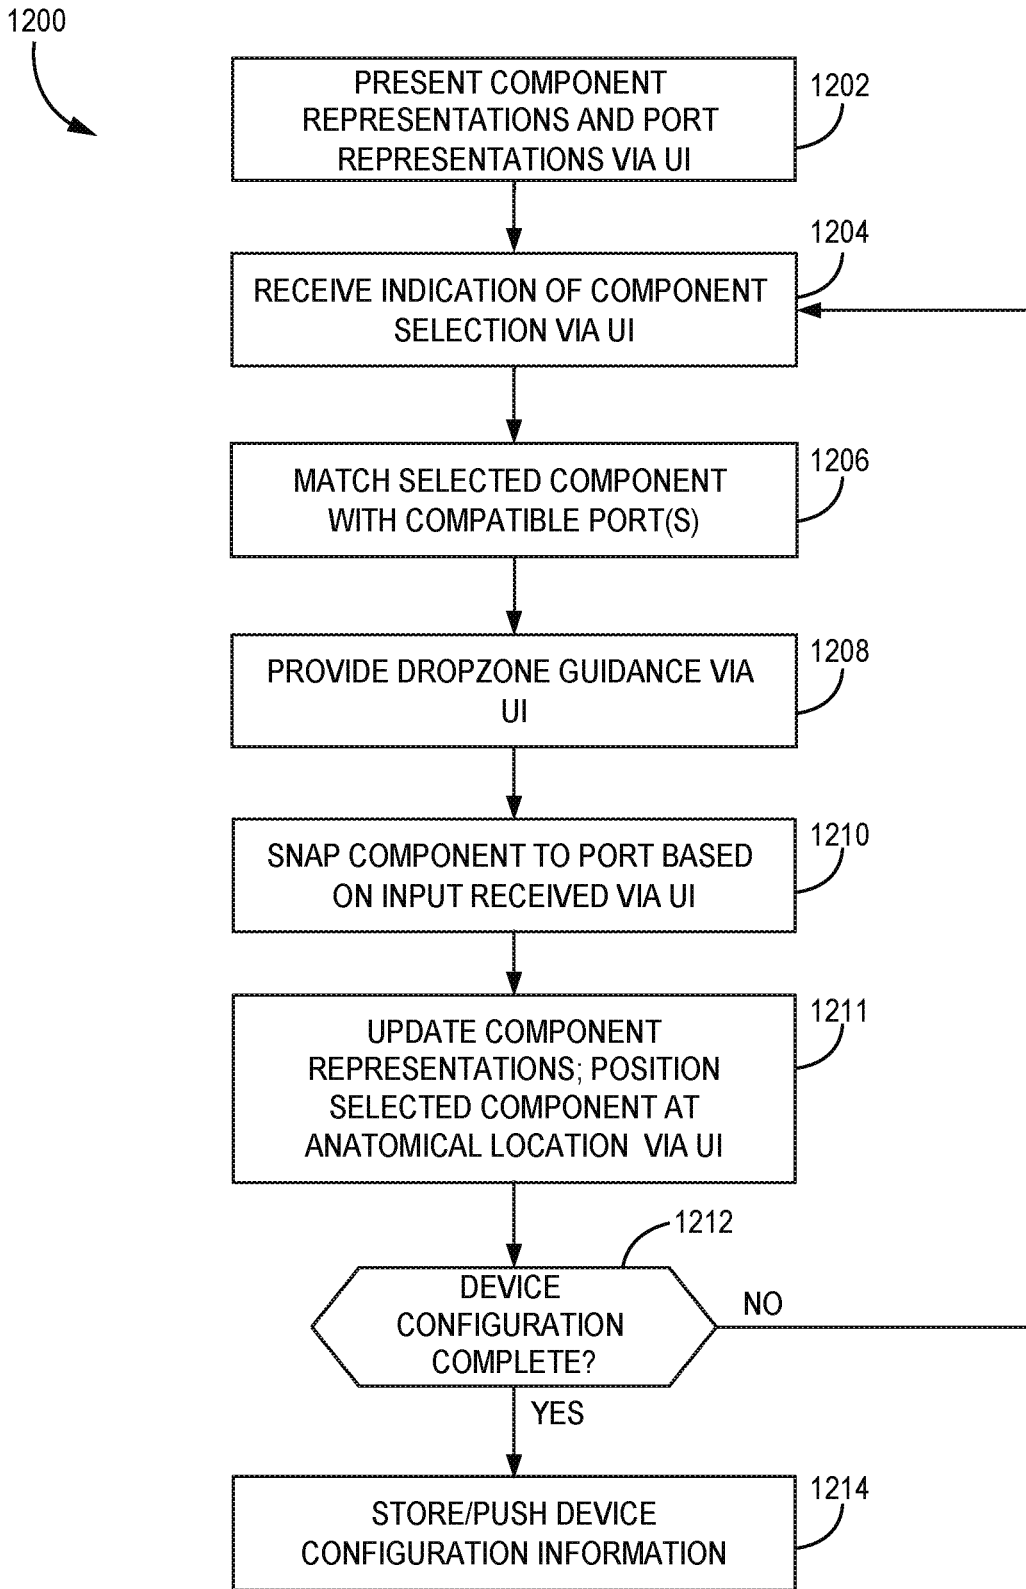 1200
PRESENT COMPONENT
REPRESENTATIONS AND PORT
REPRESENTATIONS VIA UI
1202
1204
RECEIVE INDICATION OF COMPONENT
SELECTION VIA UI
1206
MATCH SELECTED COMPONENT
WITH COMPATIBLE PORT(S)
1208
PROVIDE DROPZONE GUIDANCE VIA
UI
1210
SNAP COMPONENT TO PORT BASED
ON INPUT RECEIVED VIA UI
1211
UPDATE COMPONENT
REPRESENTATIONS; POSITION
SELECTED COMPONENT AT
ANATOMICAL LOCATION VIA UI
1212
DEVICE
CONFIGURATION
COMPLETE?
NO
YES
1214
STORE/PUSH DEVICE
CONFIGURATION INFORMATION